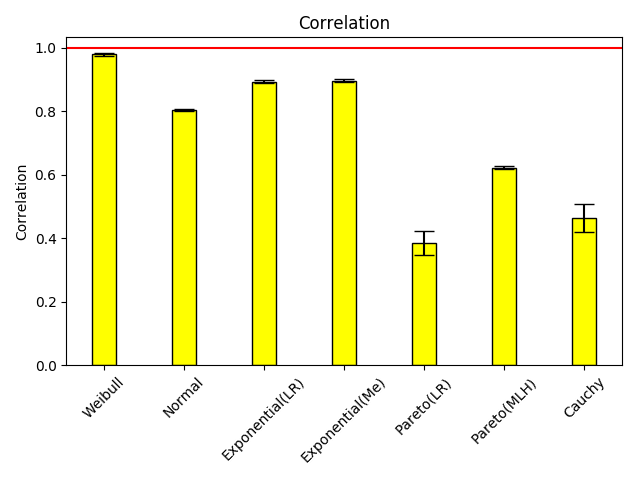 Correlation
Correlation
1.0
0.8
0.6
0.4
0.2
0.0
Weibull
Normal
Exponential(LR)
Exponential(Me)
Pareto(LR)
Pareto(MLH)
Cauchy